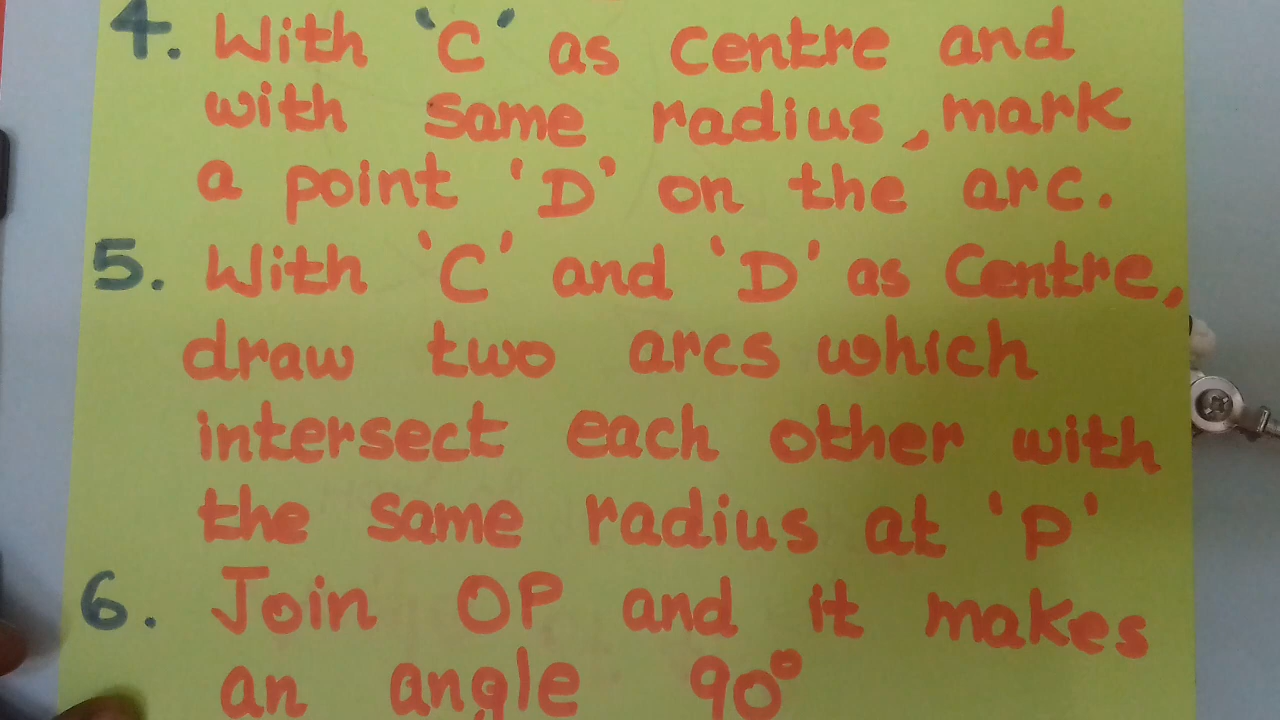 4. With 'C' as centre and
with same radius, mark
a point 'D' on the arc.
5. With 'C' and 'D' as Centre,
draw two arcs which
intersect each other with
the same radius at 'P'
6. Join OP and it makes
an angle 90°